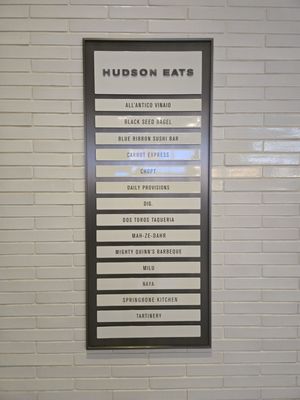 HUDSON EATS
ALL'ANTICO VINAIO
BLACK SEED BAGEL
BLUE RIBBON SUSHI BAR
CARROT EXPRESS
CHOPT
DAILY PROVISIONS
DIG.
DOS TOROS TAQUERIA
MAH-ZE-DAHR
MIGHTY QUINN'S BARBEQUE
MILU
NAYA
SPRINGBONE KITCHEN
TARTINERY